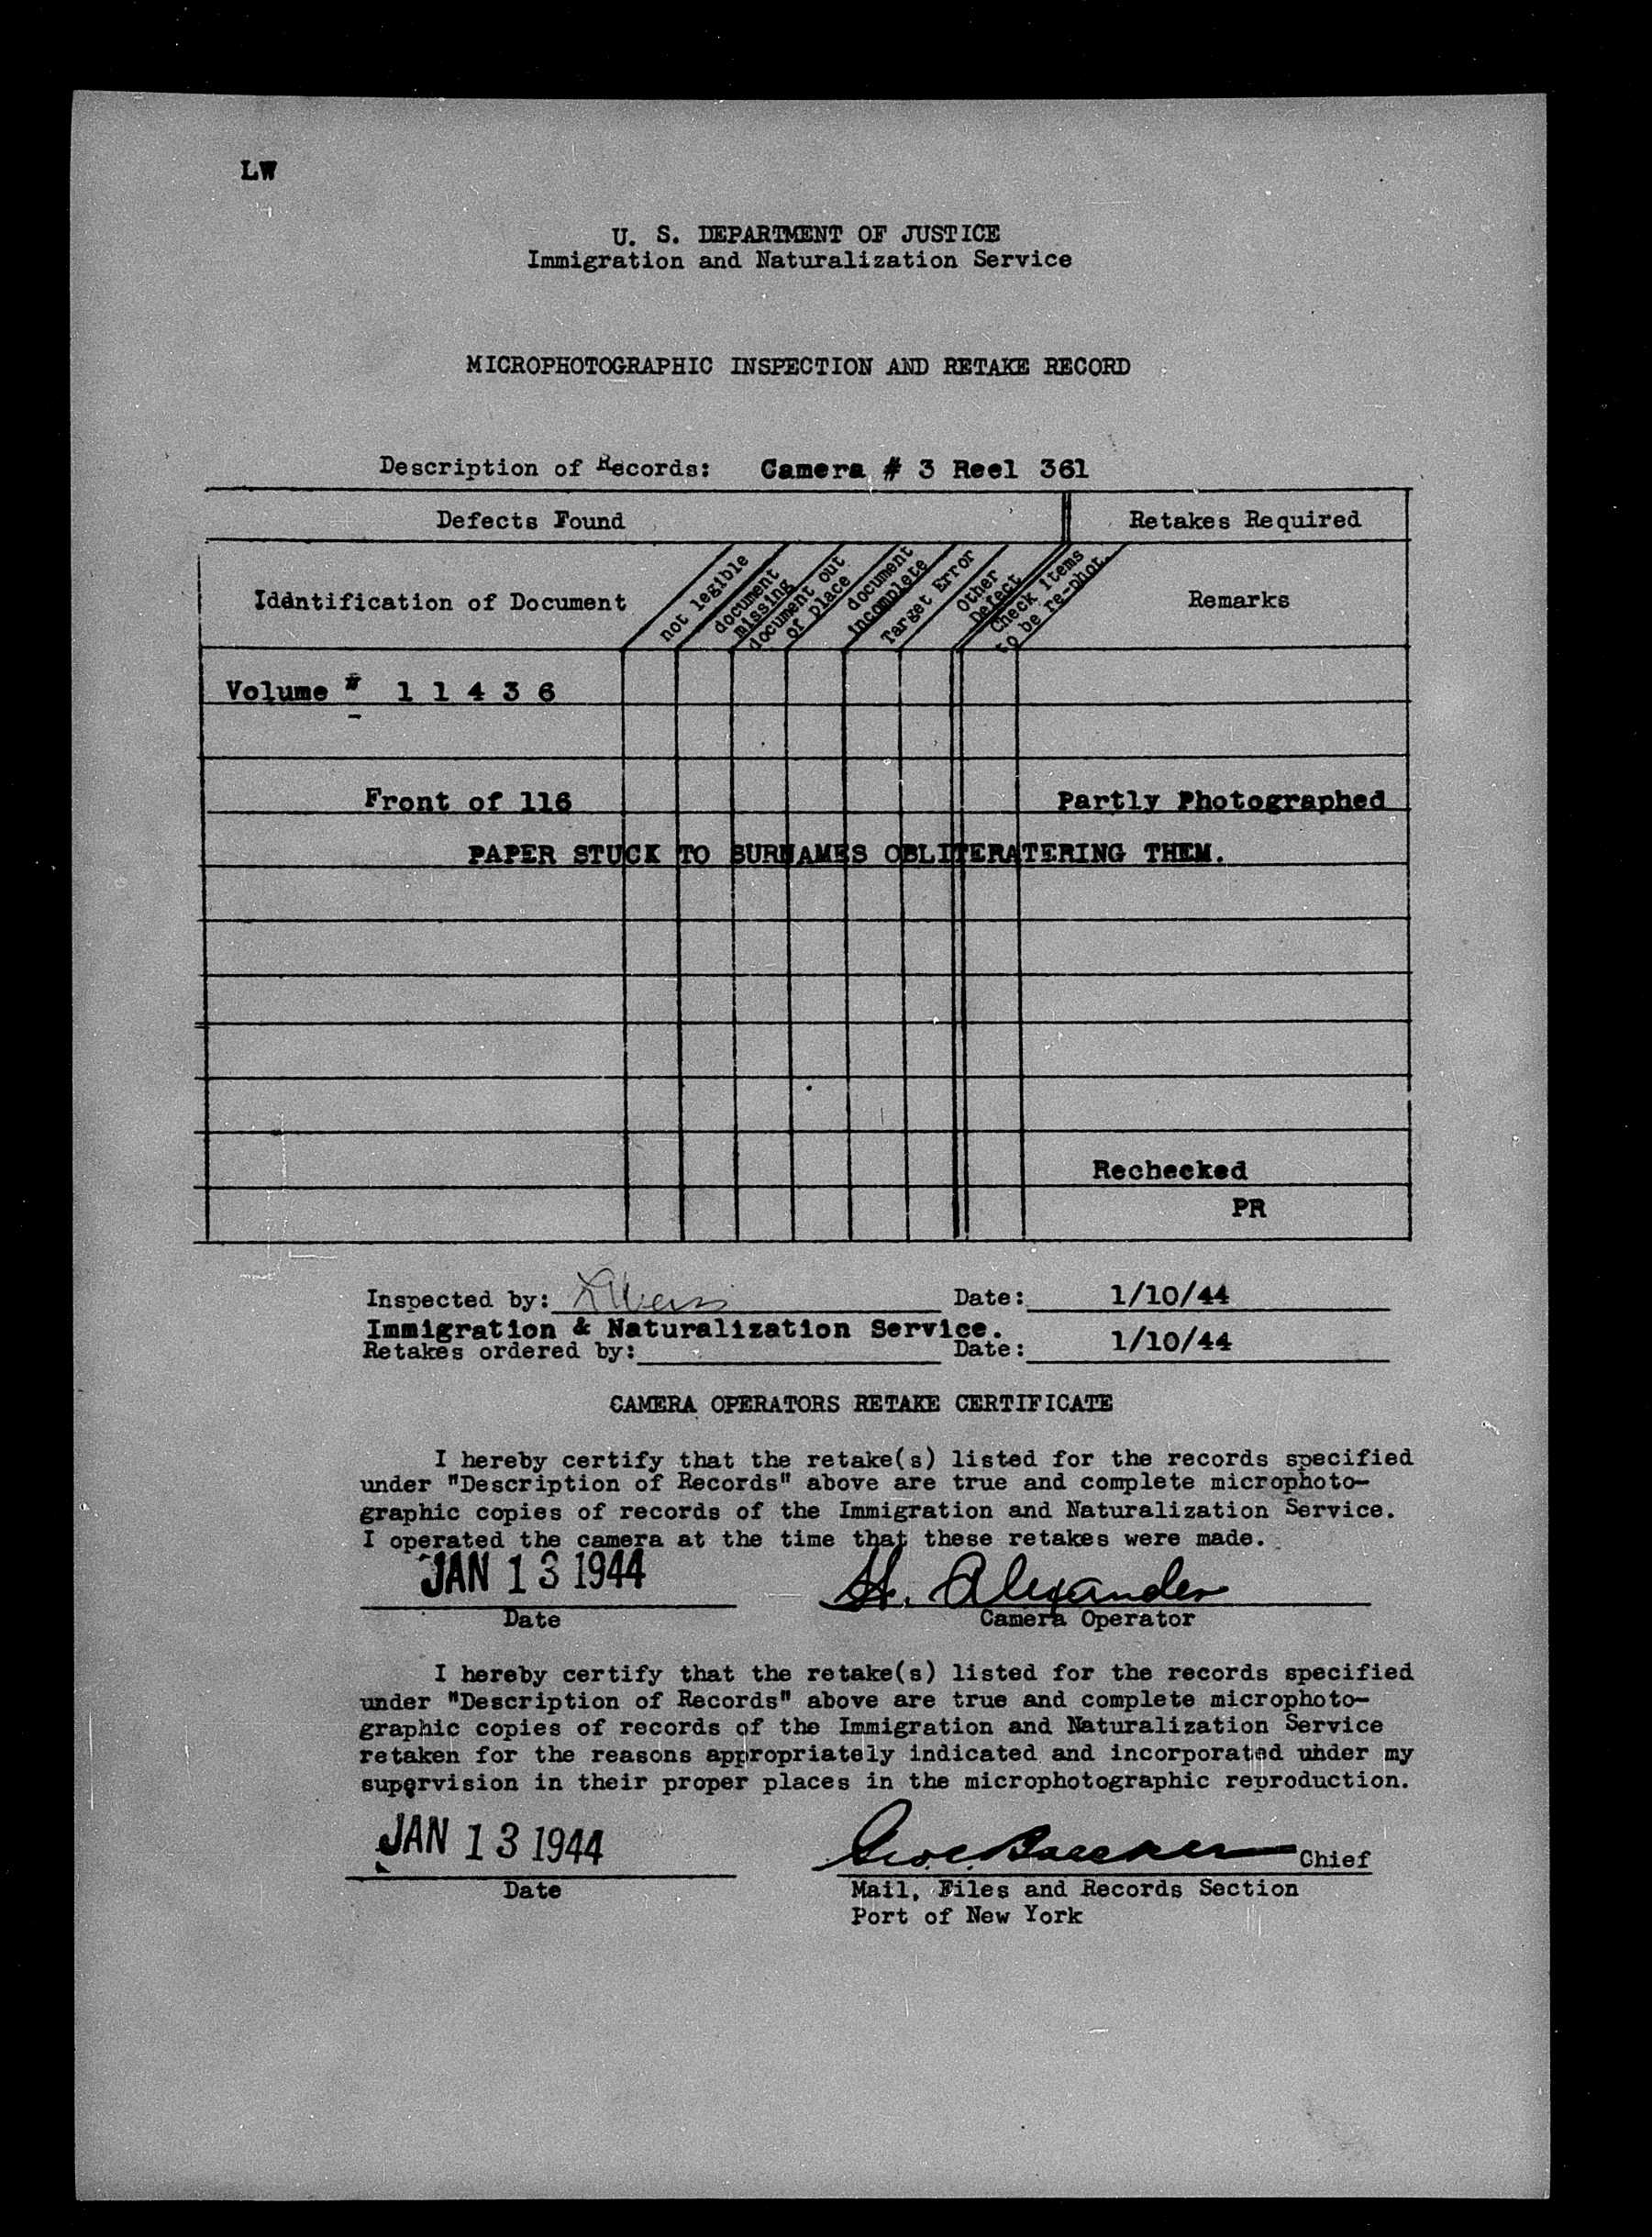 LW
U. S. DEPARTMENT OF JUSTICE
Immigration and Naturalization Service
MICROPHOTOGRAPHIC INSPECTION AND RETAKE RECORD
Description of Records: Camera # 3 Reel 361
Defects Found
Retakes Required
Identification of Document
not legible
document missing
document out of place
document incomplete
Target Error
Other Defect
Check items to be re-phot.
Remarks
Volume # 1 1 4 3 6
Front of 116 Partly Photographed
PAPER STUCK TO SURNAMES OBLITERATERING THEM.
Rechecked
PR
Inspected by: Date: 1/10/44
Immigration & Naturalization Service.
Retakes ordered by: Date: 1/10/44
CAMERA OPERATORS RETAKE CERTIFICATE
I hereby certify that the retake(s) listed for the records specified
under "Description of Records" above are true and complete microphoto-
graphic copies of records of the Immigration and Naturalization Service.
I operated the camera at the time that these retakes were made.
JAN 13 1944 H. Alexander
Date Camera Operator
I hereby certify that the retake(s) listed for the records specified
under "Description of Records" above are true and complete microphoto-
graphic copies of records of the Immigration and Naturalization Service
retaken for the reasons appropriately indicated and incorporated under my
supervision in their proper places in the microphotographic reproduction.
JAN 13 1944 Chief
Date Mail, Files and Records Section
Port of New York